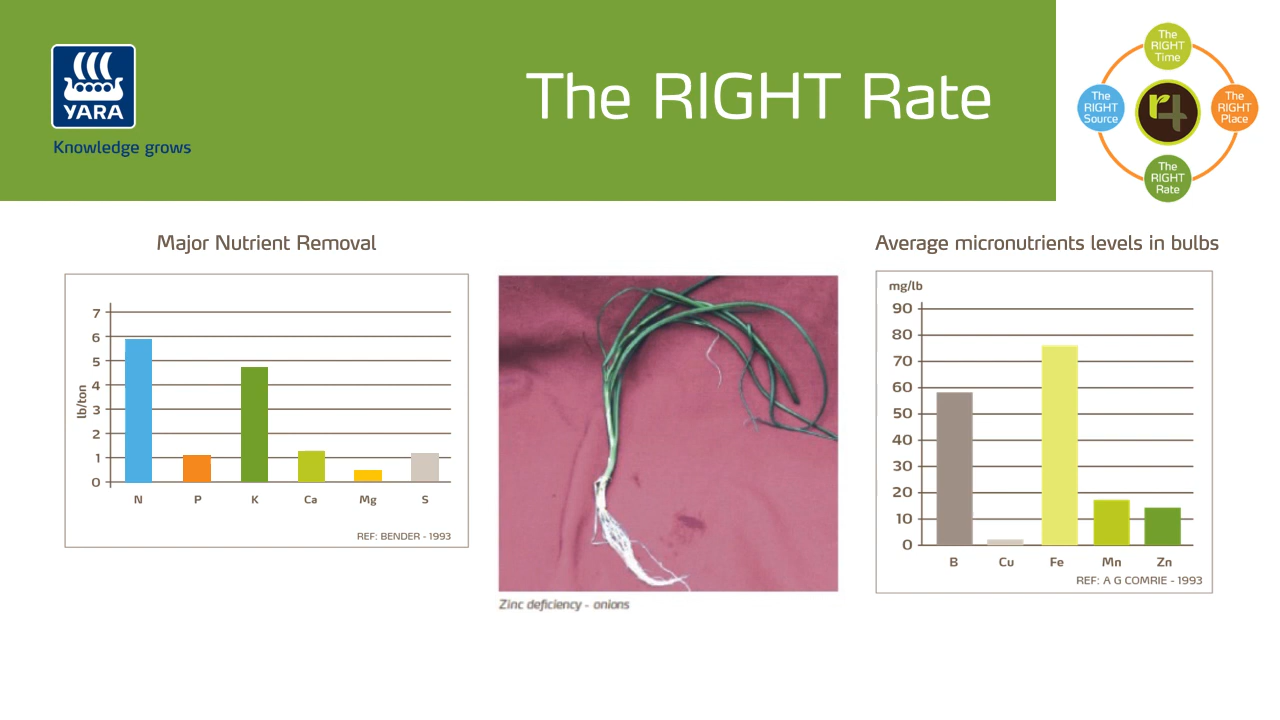 YARA
Knowledge grows
The RIGHT Rate
The
RIGHT
Time
The
RIGHT
Source
r4
The
RIGHT
Place
The
RIGHT
Rate
Major Nutrient Removal
lb/ton
7
6
5
4
3
2
1
0
N P K Ca Mg S
REF: BENDER - 1993
Zinc deficiency - onions
Average micronutrients levels in bulbs
mg/lb
90
80
70
60
50
40
30
20
10
0
B Cu Fe Mn Zn
REF: A G COMRIE - 1993